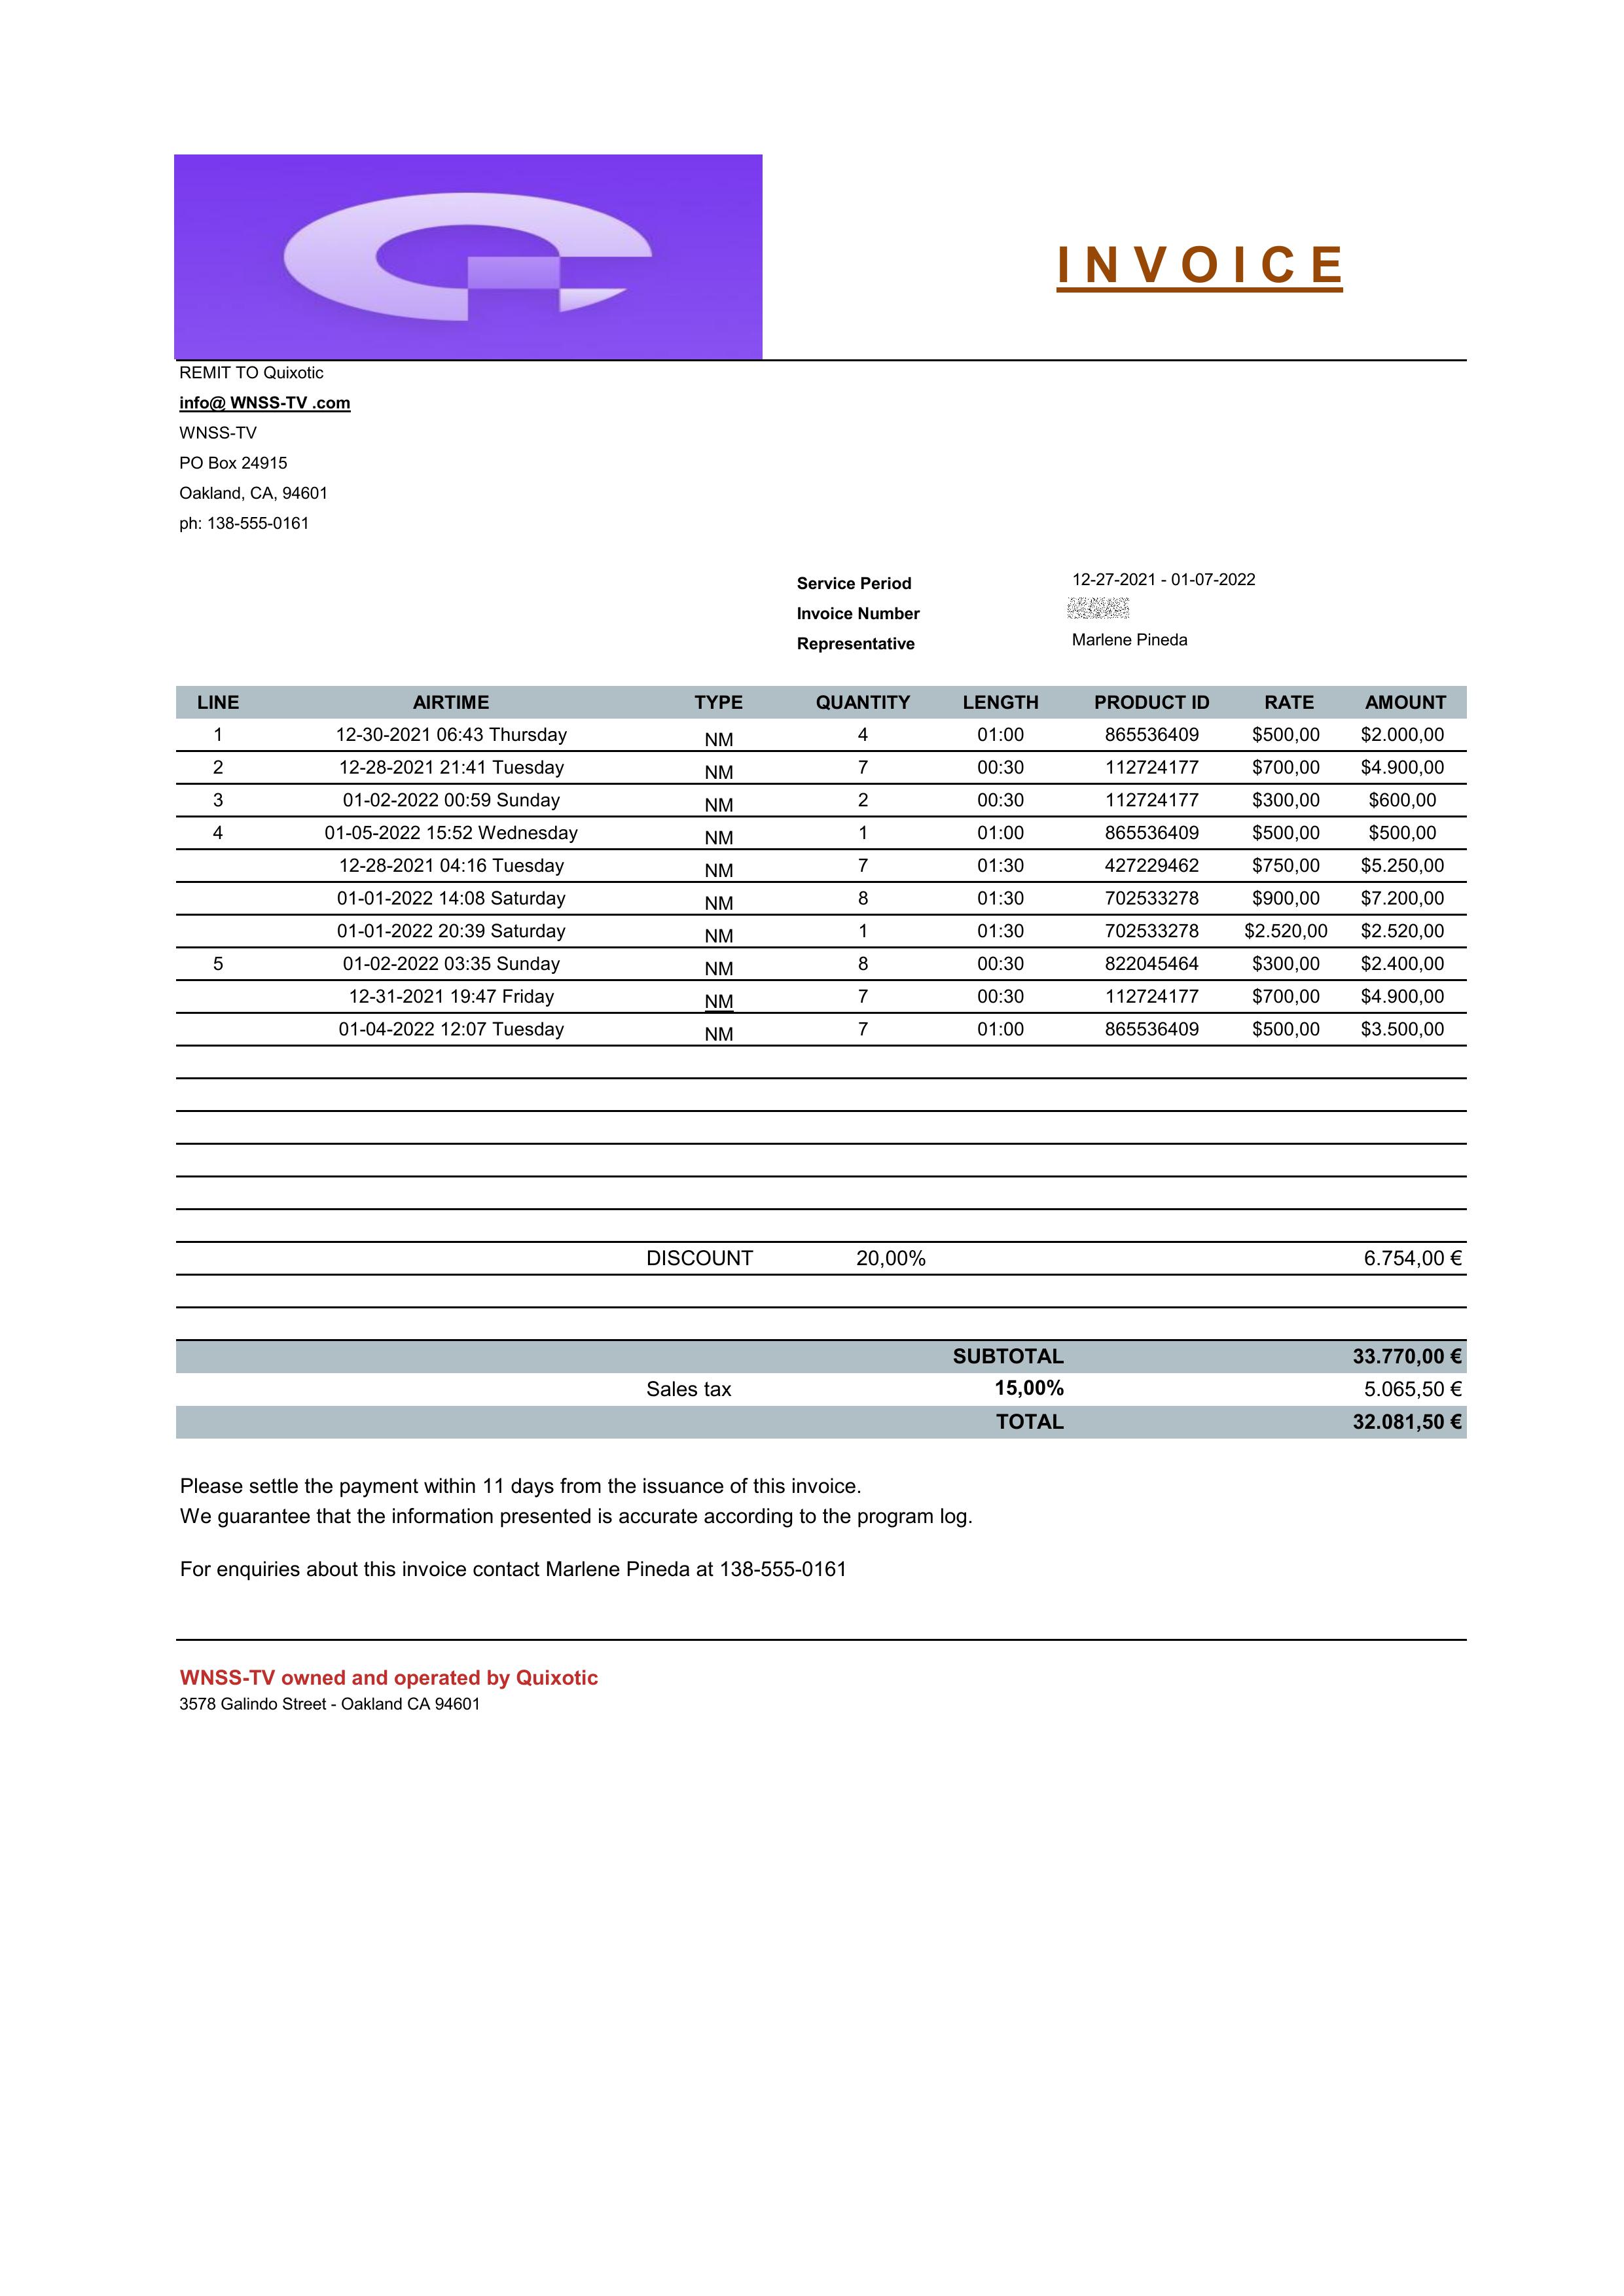 INVOICE
REMIT TO Quixotic
info@ WNSS-TV .com
WNSS-TV
PO Box 24915
Oakland, CA, 94601
ph: 138-555-0161
Service Period 12-27-2021 - 01-07-2022
Invoice Number
Representative Marlene Pineda
LINE AIRTIME TYPE QUANTITY LENGTH PRODUCT ID RATE AMOUNT
1 12-30-2021 06:43 Thursday NM 4 01:00 865536409 $500,00 $2.000,00
2 12-28-2021 21:41 Tuesday NM 7 00:30 112724177 $700,00 $4.900,00
3 01-02-2022 00:59 Sunday NM 2 00:30 112724177 $300,00 $600,00
4 01-05-2022 15:52 Wednesday NM 1 01:00 865536409 $500,00 $500,00
12-28-2021 04:16 Tuesday NM 7 01:30 427229462 $750,00 $5.250,00
01-01-2022 14:08 Saturday NM 8 01:30 702533278 $900,00 $7.200,00
01-01-2022 20:39 Saturday NM 1 01:30 702533278 $2.520,00 $2.520,00
5 01-02-2022 03:35 Sunday NM 8 00:30 822045464 $300,00 $2.400,00
12-31-2021 19:47 Friday NM 7 00:30 112724177 $700,00 $4.900,00
01-04-2022 12:07 Tuesday NM 7 01:00 865536409 $500,00 $3.500,00
DISCOUNT 20,00% 6.754,00 €
SUBTOTAL 33.770,00 €
Sales tax 15,00% 5.065,50 €
TOTAL 32.081,50 €
Please settle the payment within 11 days from the issuance of this invoice.
We guarantee that the information presented is accurate according to the program log.
For enquiries about this invoice contact Marlene Pineda at 138-555-0161
WNSS-TV owned and operated by Quixotic
3578 Galindo Street - Oakland CA 94601